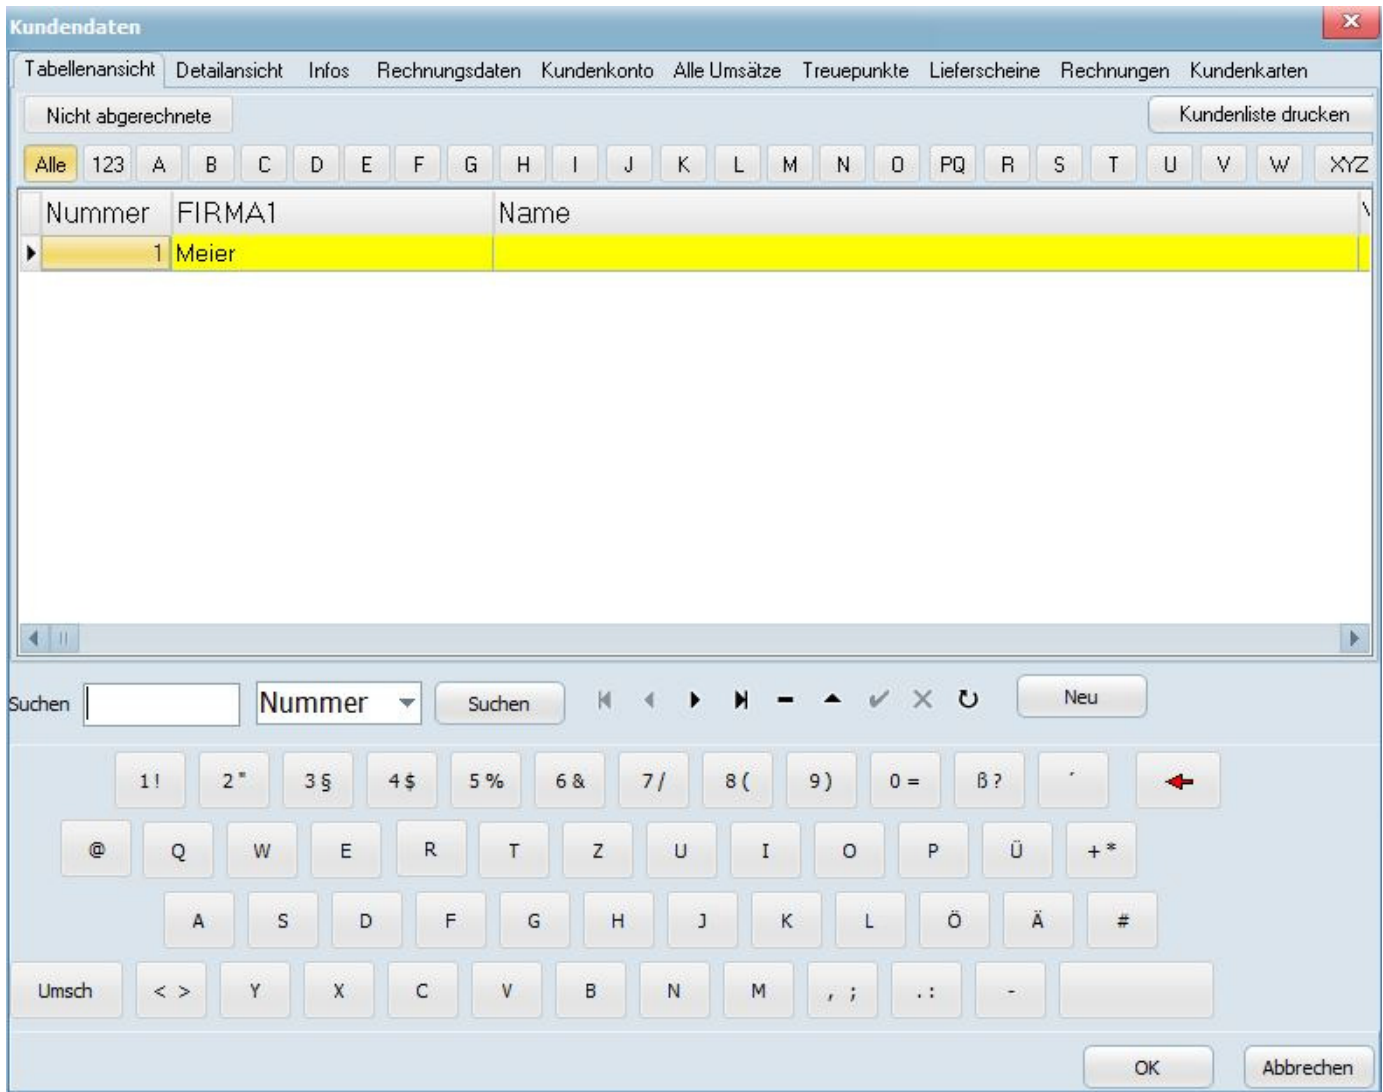 Kundendaten
Tabellenansicht Detailansicht Infos Rechnungsdaten Kundenkonto Alle Umsätze Treuepunkte Lieferscheine Rechnungen Kundenkarten
Nicht abgerechnete Kundenliste drucken
Alle 123 A B C D E F G H I J K L M N O PQ R S T U V W XYZ
Nummer FIRMA1 Name
1 Meier
Suchen Nummer Suchen Neu
1 ! 2 " 3 § 4 $ 5 % 6 & 7 / 8 ( 9 ) 0 = ß ? ´
@ Q W E R T Z U I O P Ü + *
A S D F G H J K L Ö Ä #
Umsch < > Y X C V B N M , ; . : -
OK Abbrechen